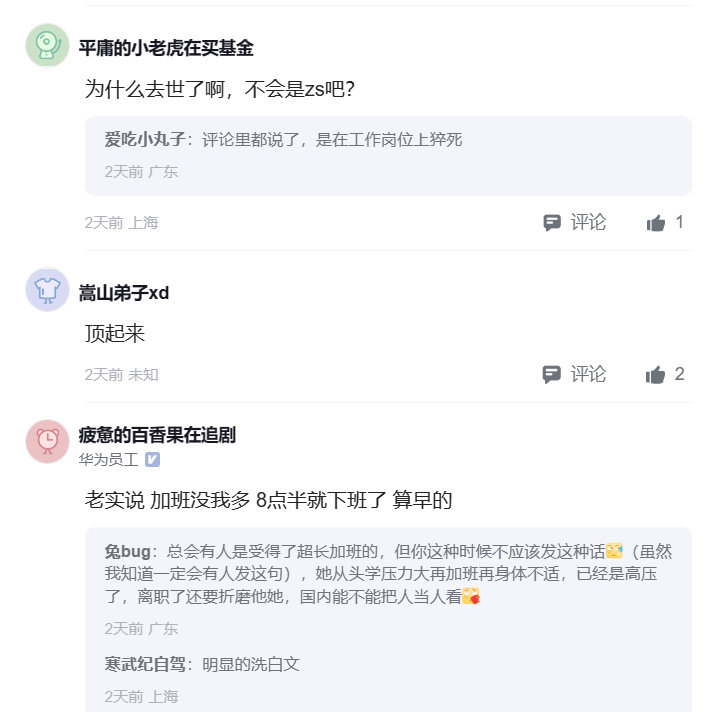 平庸的小老虎在买基金
为什么去世了啊，不会是zs吧？
爱吃小丸子：评论里都说了，是在工作岗位上猝死
2天前 广东
2天前 上海 评论 1
嵩山弟子xd
顶起来
2天前 未知 评论 2
疲惫的百香果在追剧
华为员工
老实说 加班没我多 8点半就下班了 算早的
兔bug：总会有人是受得了超长加班的，但你这种时候不应该发这种话😅（虽然
我知道一定会有人发这句），她从头学压力大再加班再身体不适，已经是高压
了，离职了还要折磨他她，国内能不能把人当人看😘
2天前 广东
寒武纪自驾：明显的洗白文
2天前 上海